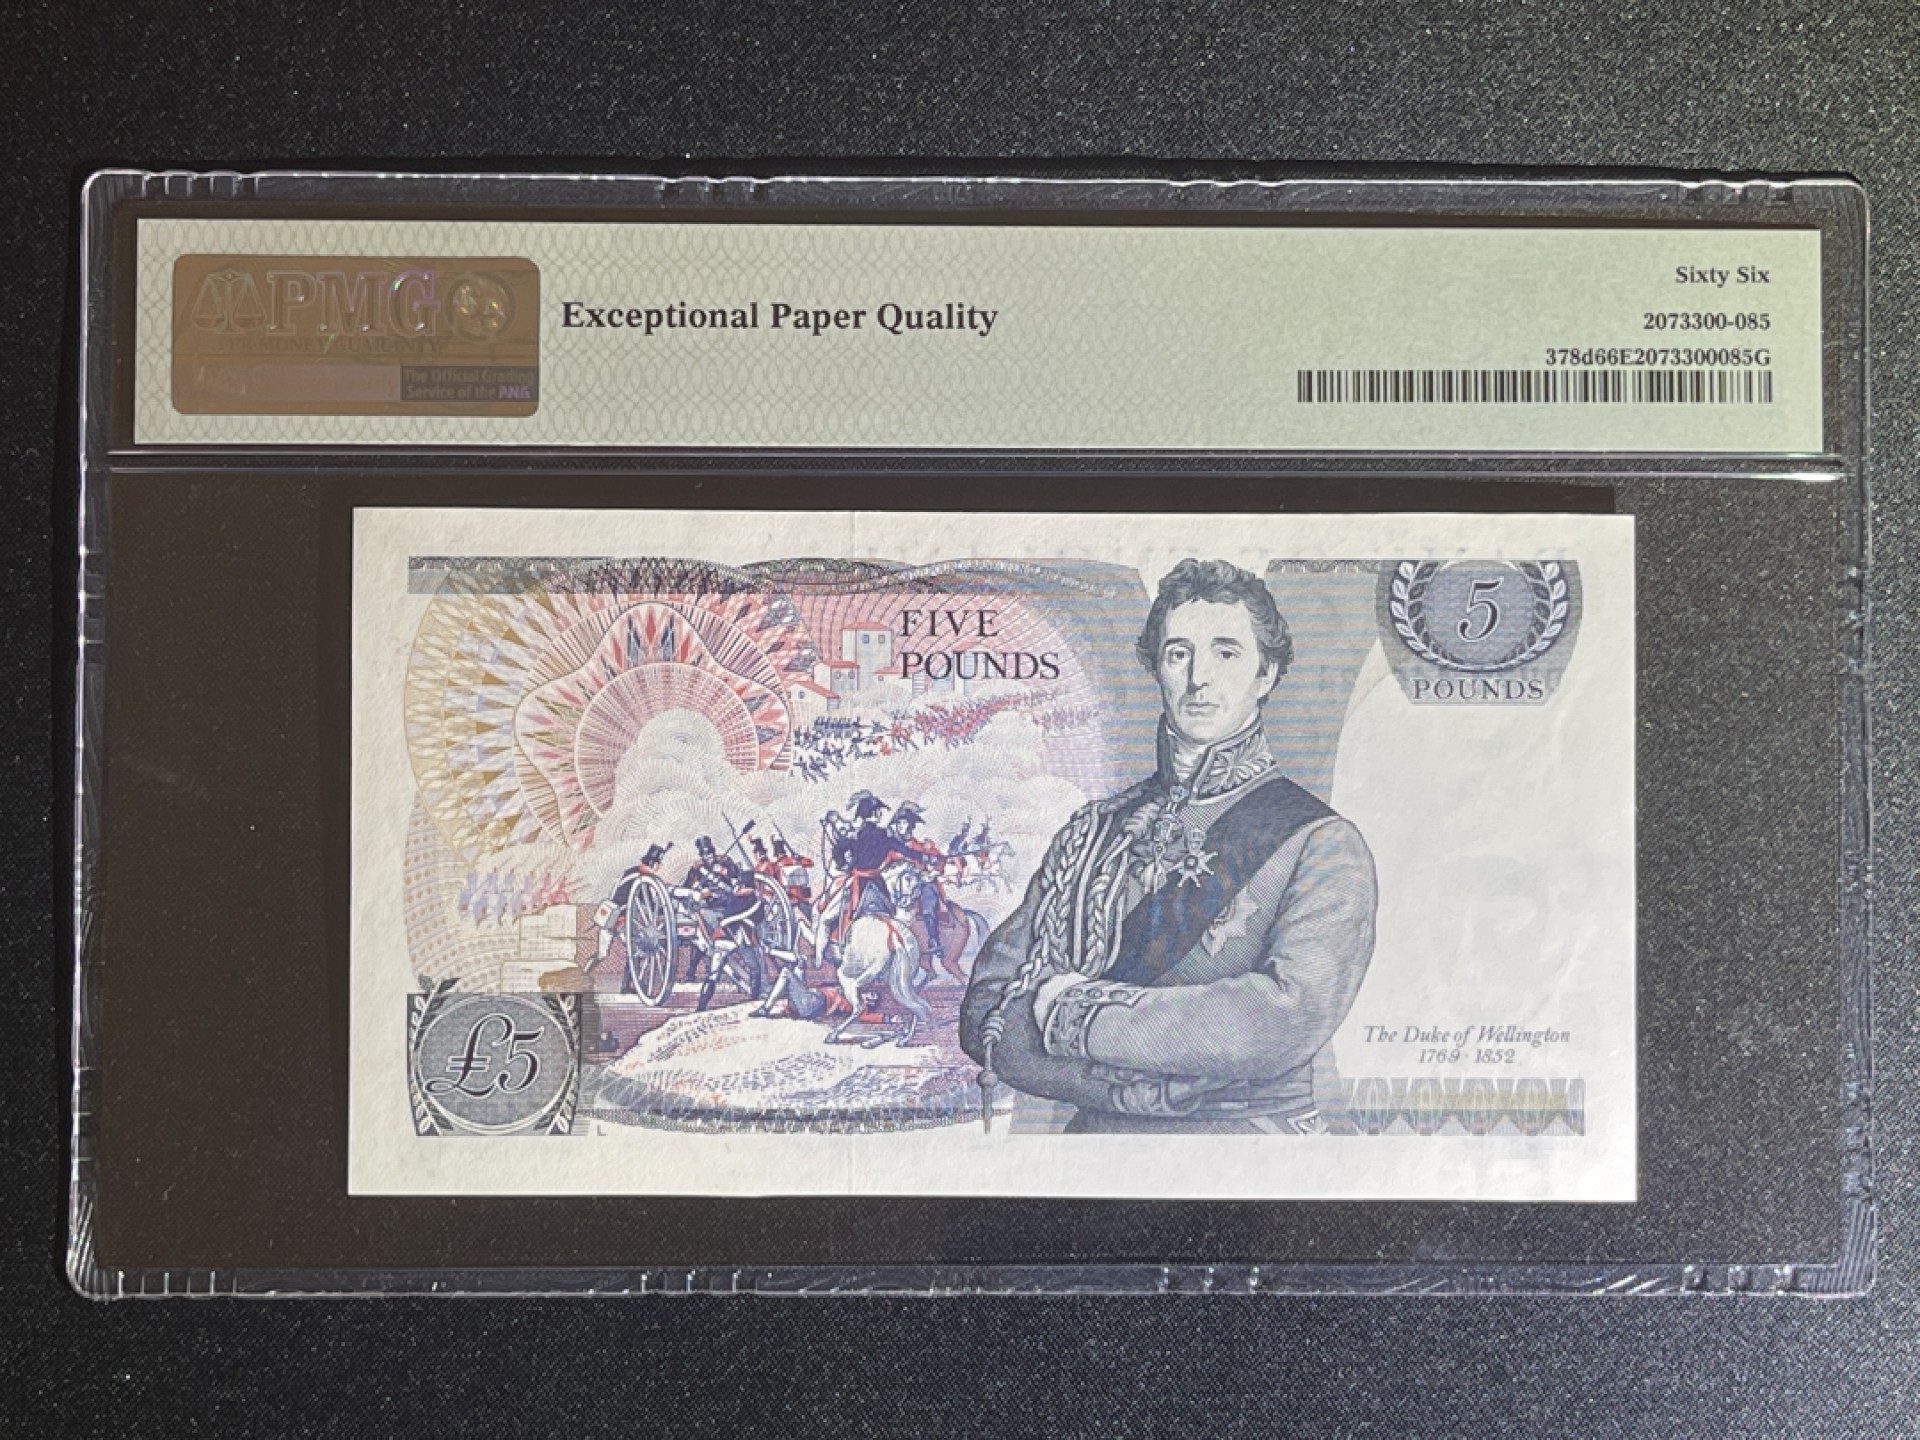 PMG
The Official Grading
Service of the ANA
Exceptional Paper Quality
Sixty Six
2073300-085
378d66E2073300085G
FIVE
POUNDS
5
POUNDS
The Duke of Wellington
1769 · 1852
£5
L